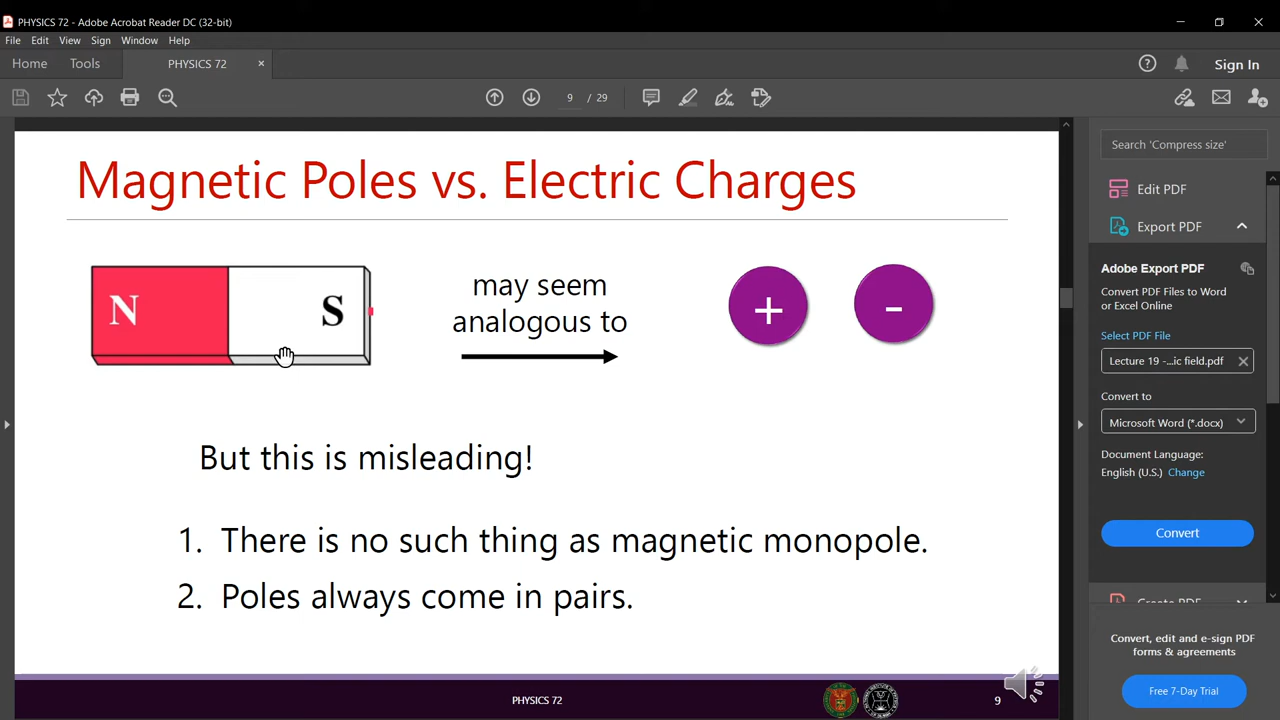 PHYSICS 72 - Adobe Acrobat Reader DC (32-bit)
File Edit View Sign Window Help
Home Tools PHYSICS 72 × Sign In
9 / 29
Search 'Compress size'
Edit PDF
Export PDF
Adobe Export PDF
Convert PDF Files to Word
or Excel Online
Select PDF File
Lecture 19 -...ic field.pdf
Convert to
Microsoft Word (*.docx)
Document Language:
English (U.S.) Change
Convert
Create PDF
Convert, edit and e-sign PDF
forms & agreements
Free 7-Day Trial
Magnetic Poles vs. Electric Charges
N S
may seem
analogous to
+ -
But this is misleading!
1. There is no such thing as magnetic monopole.
2. Poles always come in pairs.
PHYSICS 72
9